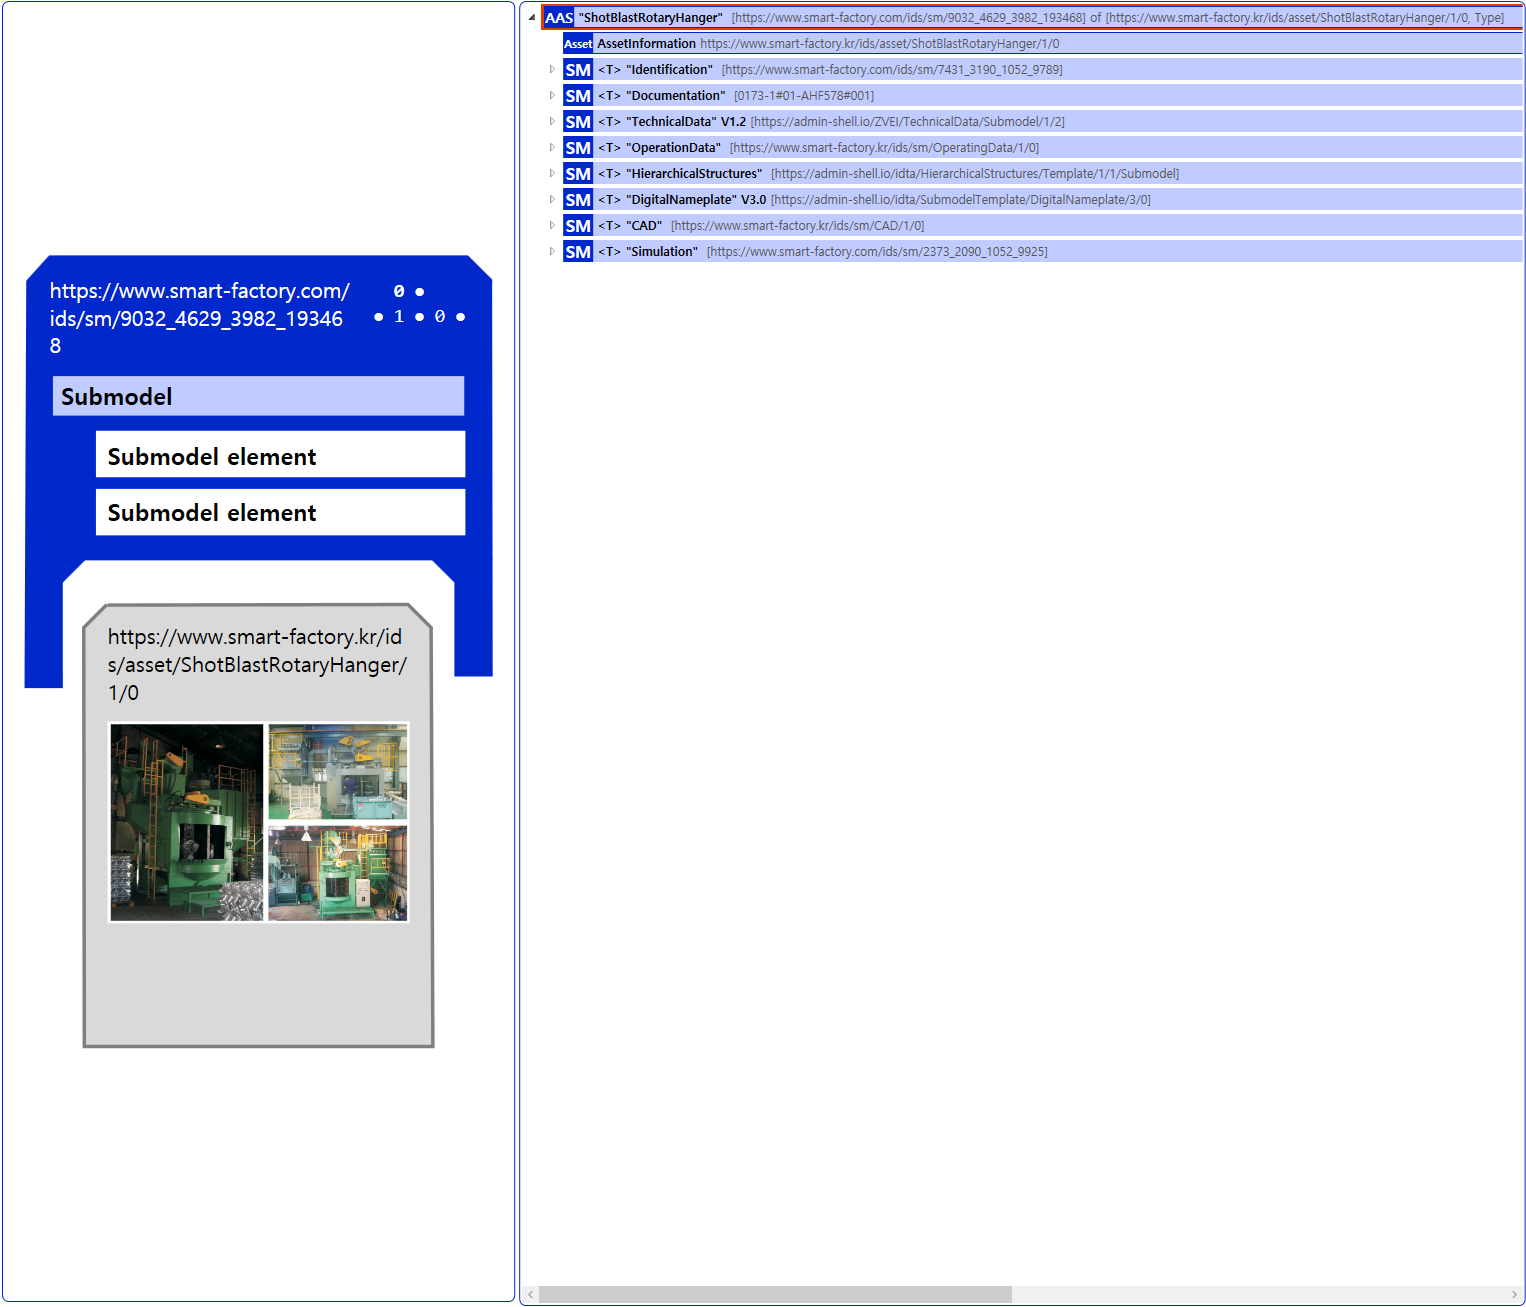 https://www.smart-factory.com/
ids/sm/9032_4629_3982_19346
8
0
1 0
Submodel
Submodel element
Submodel element
https://www.smart-factory.kr/id
s/asset/ShotBlastRotaryHanger/
1/0
AAS "ShotBlastRotaryHanger" [https://www.smart-factory.com/ids/sm/9032_4629_3982_193468] of [https://www.smart-factory.kr/ids/asset/ShotBlastRotaryHanger/1/0, Type]
Asset AssetInformation https://www.smart-factory.kr/ids/asset/ShotBlastRotaryHanger/1/0
SM <T> "Identification" [https://www.smart-factory.com/ids/sm/7431_3190_1052_9789]
SM <T> "Documentation" [0173-1#01-AHF578#001]
SM <T> "TechnicalData" V1.2 [https://admin-shell.io/ZVEI/TechnicalData/Submodel/1/2]
SM <T> "OperationData" [https://www.smart-factory.kr/ids/sm/OperatingData/1/0]
SM <T> "HierarchicalStructures" [https://admin-shell.io/idta/HierarchicalStructures/Template/1/1/Submodel]
SM <T> "DigitalNameplate" V3.0 [https://admin-shell.io/idta/SubmodelTemplate/DigitalNameplate/3/0]
SM <T> "CAD" [https://www.smart-factory.kr/ids/sm/CAD/1/0]
SM <T> "Simulation" [https://www.smart-factory.com/ids/sm/2373_2090_1052_9925]